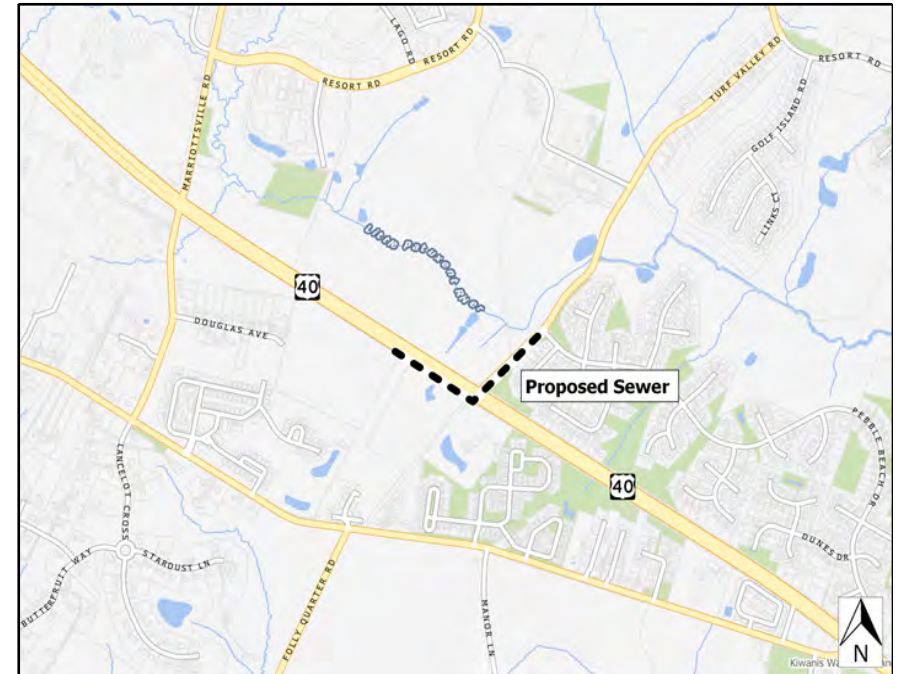 LAGO RD
RESORT RD
RESORT RD
RESORT RD
TURF VALLEY RD
GOLF ISLAND RD
MARRIOTTSVILLE RD
LINKS CT
Little Patuxent River
40
DOUGLAS AVE
Proposed Sewer
PEBBLE BEACH DR
40
LANCELOT CROSS
DUNES DR
STARDUST LN
BUTTERFRUIT WAY
FOLLY QUARTER RD
MANOR LN
N
Kiwanis